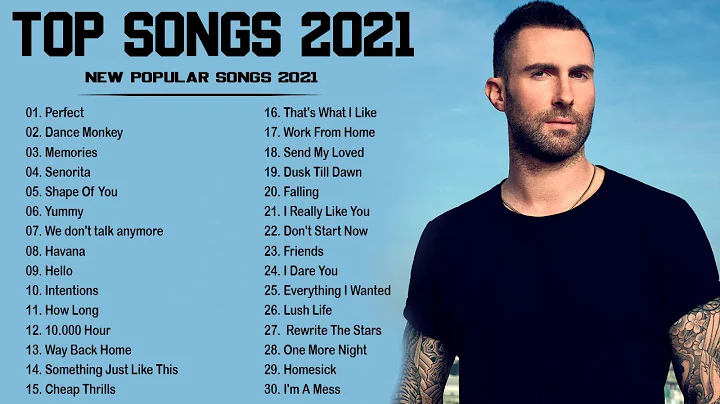 TOP SONGS 2021
NEW POPULAR SONGS 2021
01. Perfect
02. Dance Monkey
03. Memories
04. Senorita
05. Shape Of You
06. Yummy
07. We don't talk anymore
08. Havana
09. Hello
10. Intentions
11. How Long
12. 10.000 Hour
13. Way Back Home
14. Something Just Like This
15. Cheap Thrills
16. That's What I Like
17. Work From Home
18. Send My Loved
19. Dusk Till Dawn
20. Falling
21. I Really Like You
22. Don't Start Now
23. Friends
24. I Dare You
25. Everything I Wanted
26. Lush Life
27. Rewrite The Stars
28. One More Night
29. Homesick
30. I'm A Mess